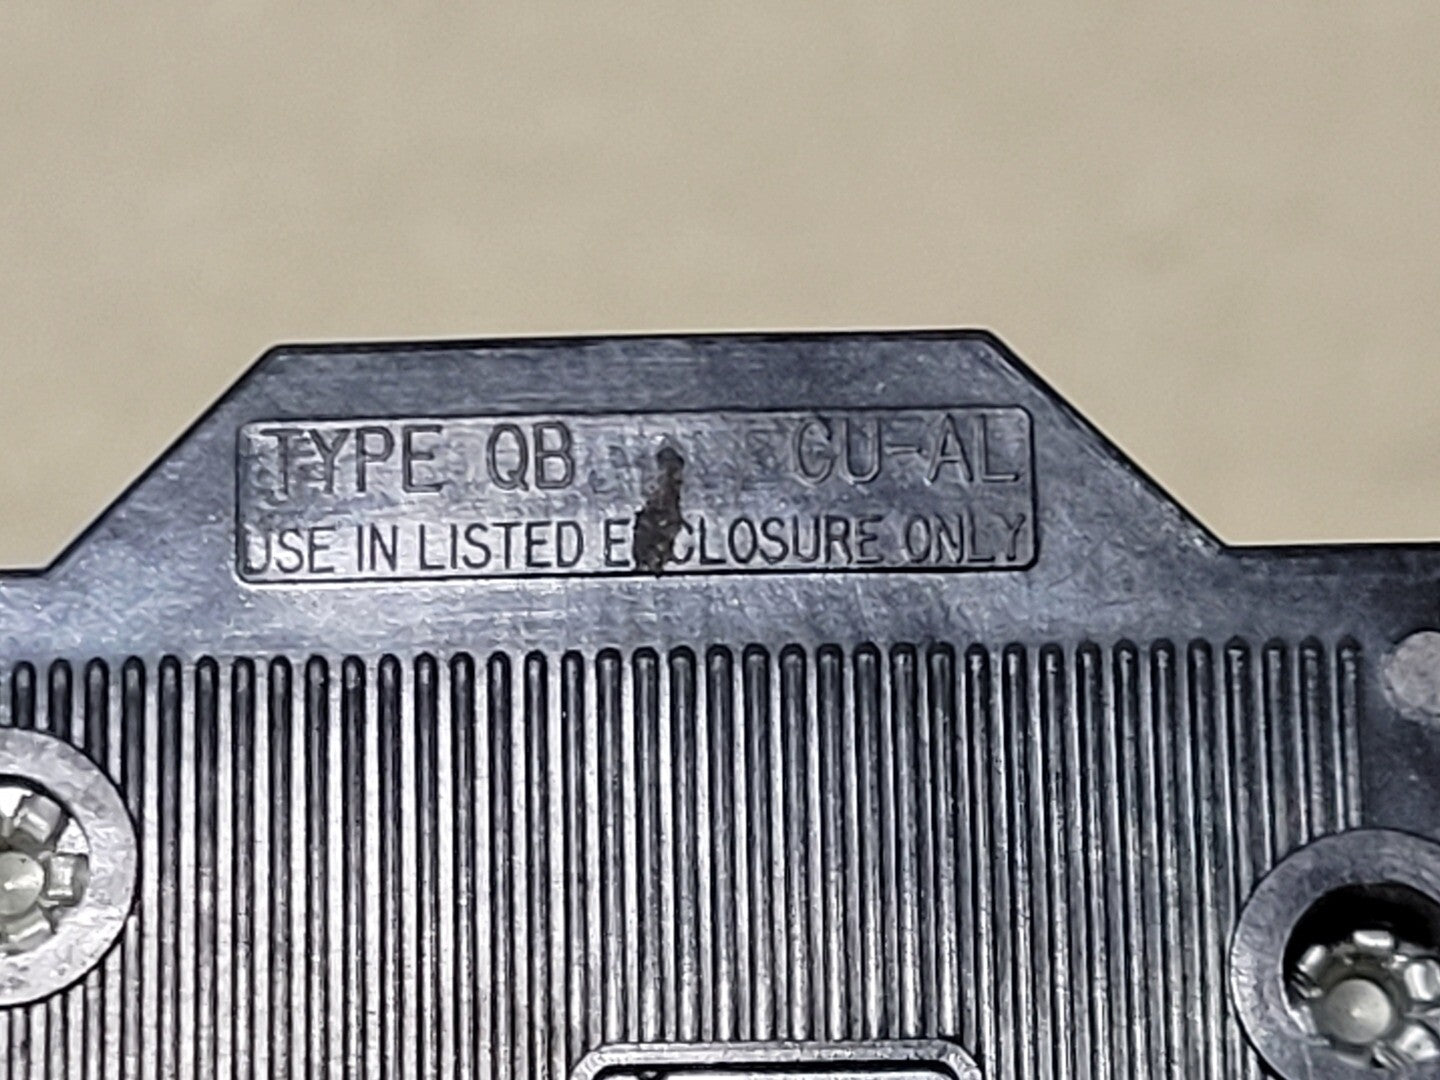 TYPE QB CU-AL
USE IN LISTED ENCLOSURE ONLY